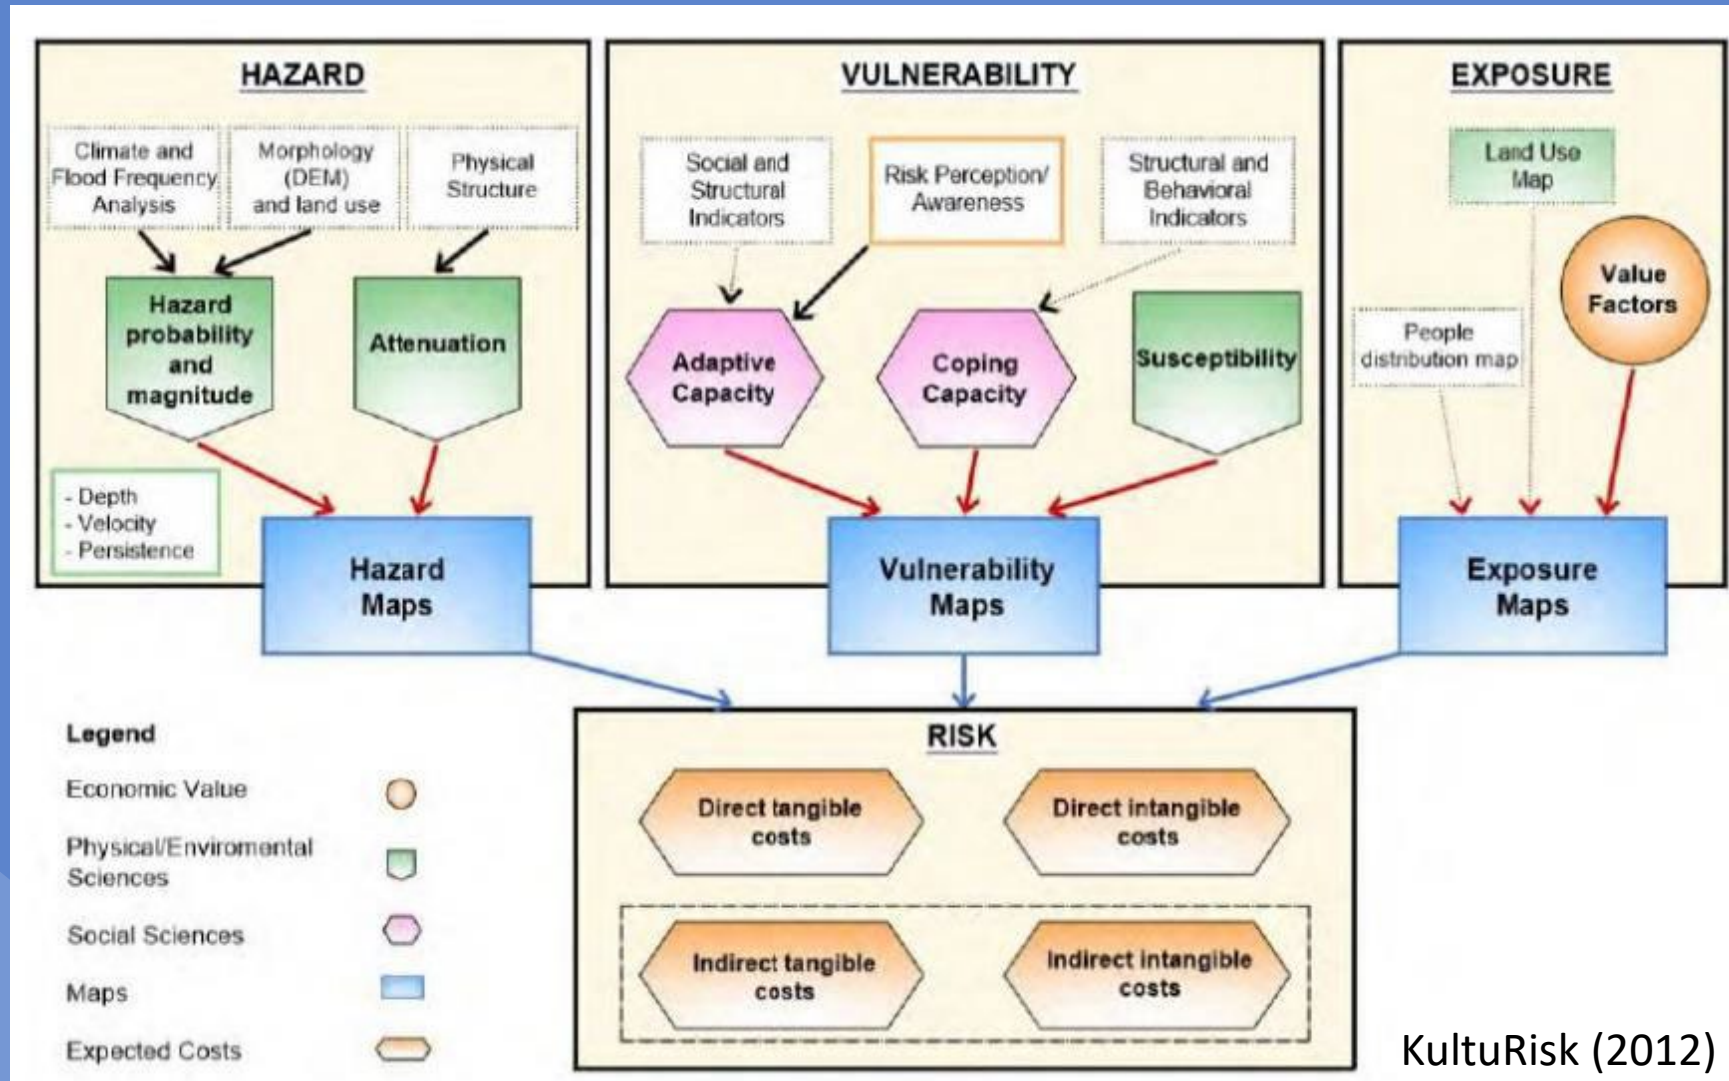 HAZARD
Climate and
Flood Frequency
Analysis
Morphology
(DEM)
and land use
Physical
Structure
Hazard
probability
and
magnitude
Attenuation
- Depth
- Velocity
- Persistence
Hazard
Maps
VULNERABILITY
Social and
Structural
Indicators
Risk Perception/
Awareness
Structural and
Behavioral
Indicators
Adaptive
Capacity
Coping
Capacity
Susceptibility
Vulnerability
Maps
EXPOSURE
Land Use
Map
Value
Factors
People
distribution map
Exposure
Maps
Legend
Economic Value
Physical/Enviromental
Sciences
Social Sciences
Maps
Expected Costs
RISK
Direct tangible
costs
Direct intangible
costs
Indirect tangible
costs
Indirect intangible
costs
KultuRisk (2012)